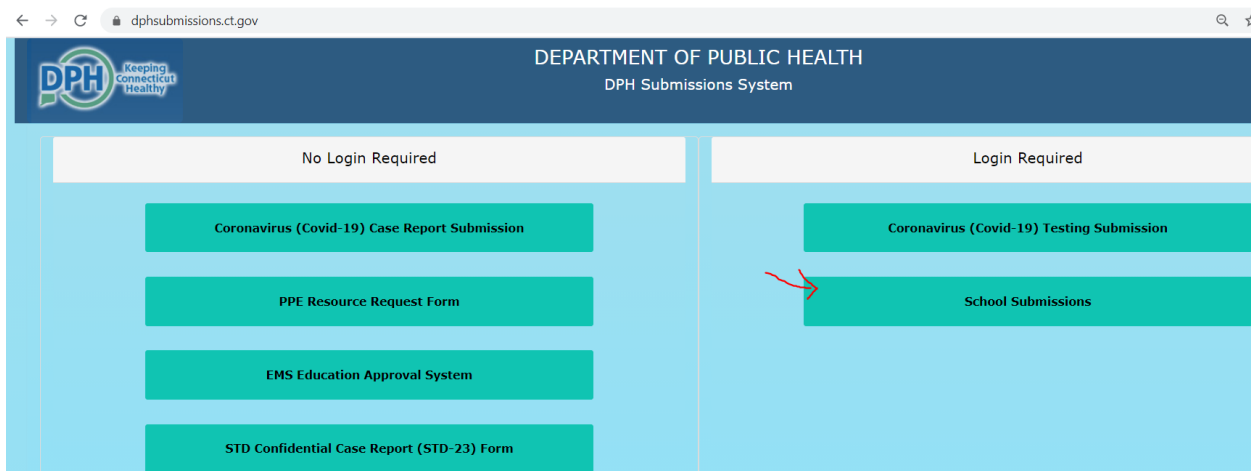 dphsubmissions.ct.gov
DPH
Keeping
Connecticut
Healthy
DEPARTMENT OF PUBLIC HEALTH
DPH Submissions System
No Login Required
Coronavirus (Covid-19) Case Report Submission
PPE Resource Request Form
EMS Education Approval System
STD Confidential Case Report (STD-23) Form
Login Required
Coronavirus (Covid-19) Testing Submission
School Submissions